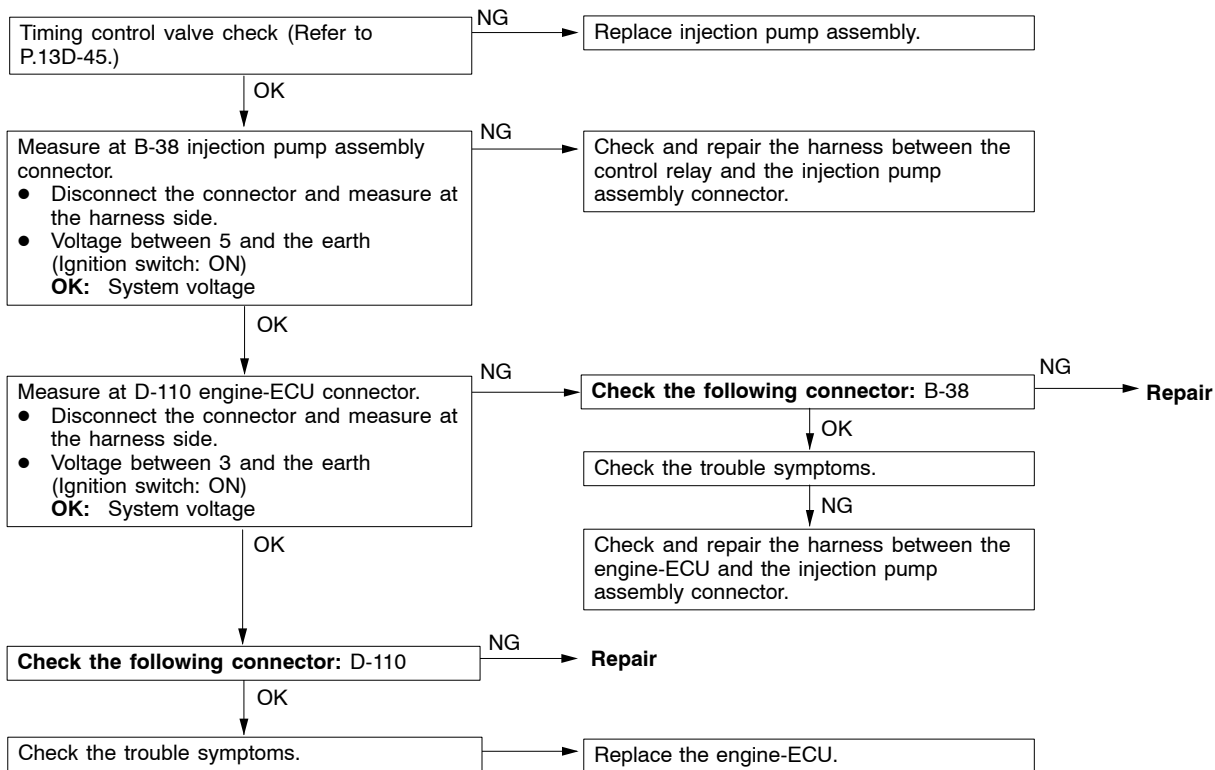 Timing control valve check (Refer to
P.13D-45.)
NG
Replace injection pump assembly.
OK
Measure at B-38 injection pump assembly
connector.
● Disconnect the connector and measure at
the harness side.
● Voltage between 5 and the earth
(Ignition switch: ON)
OK: System voltage
NG
Check and repair the harness between the
control relay and the injection pump
assembly connector.
OK
Measure at D-110 engine-ECU connector.
● Disconnect the connector and measure at
the harness side.
● Voltage between 3 and the earth
(Ignition switch: ON)
OK: System voltage
NG
Check the following connector: B-38
NG
Repair
OK
Check the trouble symptoms.
NG
Check and repair the harness between the
engine-ECU and the injection pump
assembly connector.
OK
Check the following connector: D-110
NG
Repair
OK
Check the trouble symptoms.
Replace the engine-ECU.